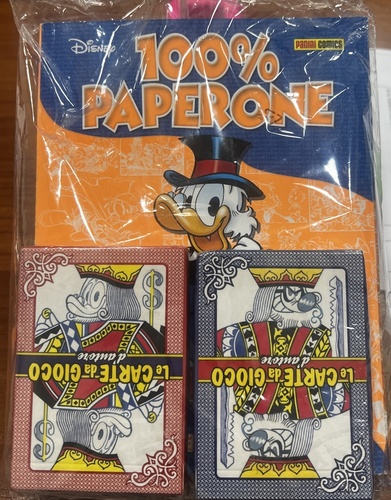 Disney
PANINI COMICS
100%
PAPERONE
Le CARTE da GIOCO
d'autore
Le CARTE da GIOCO
d'autore